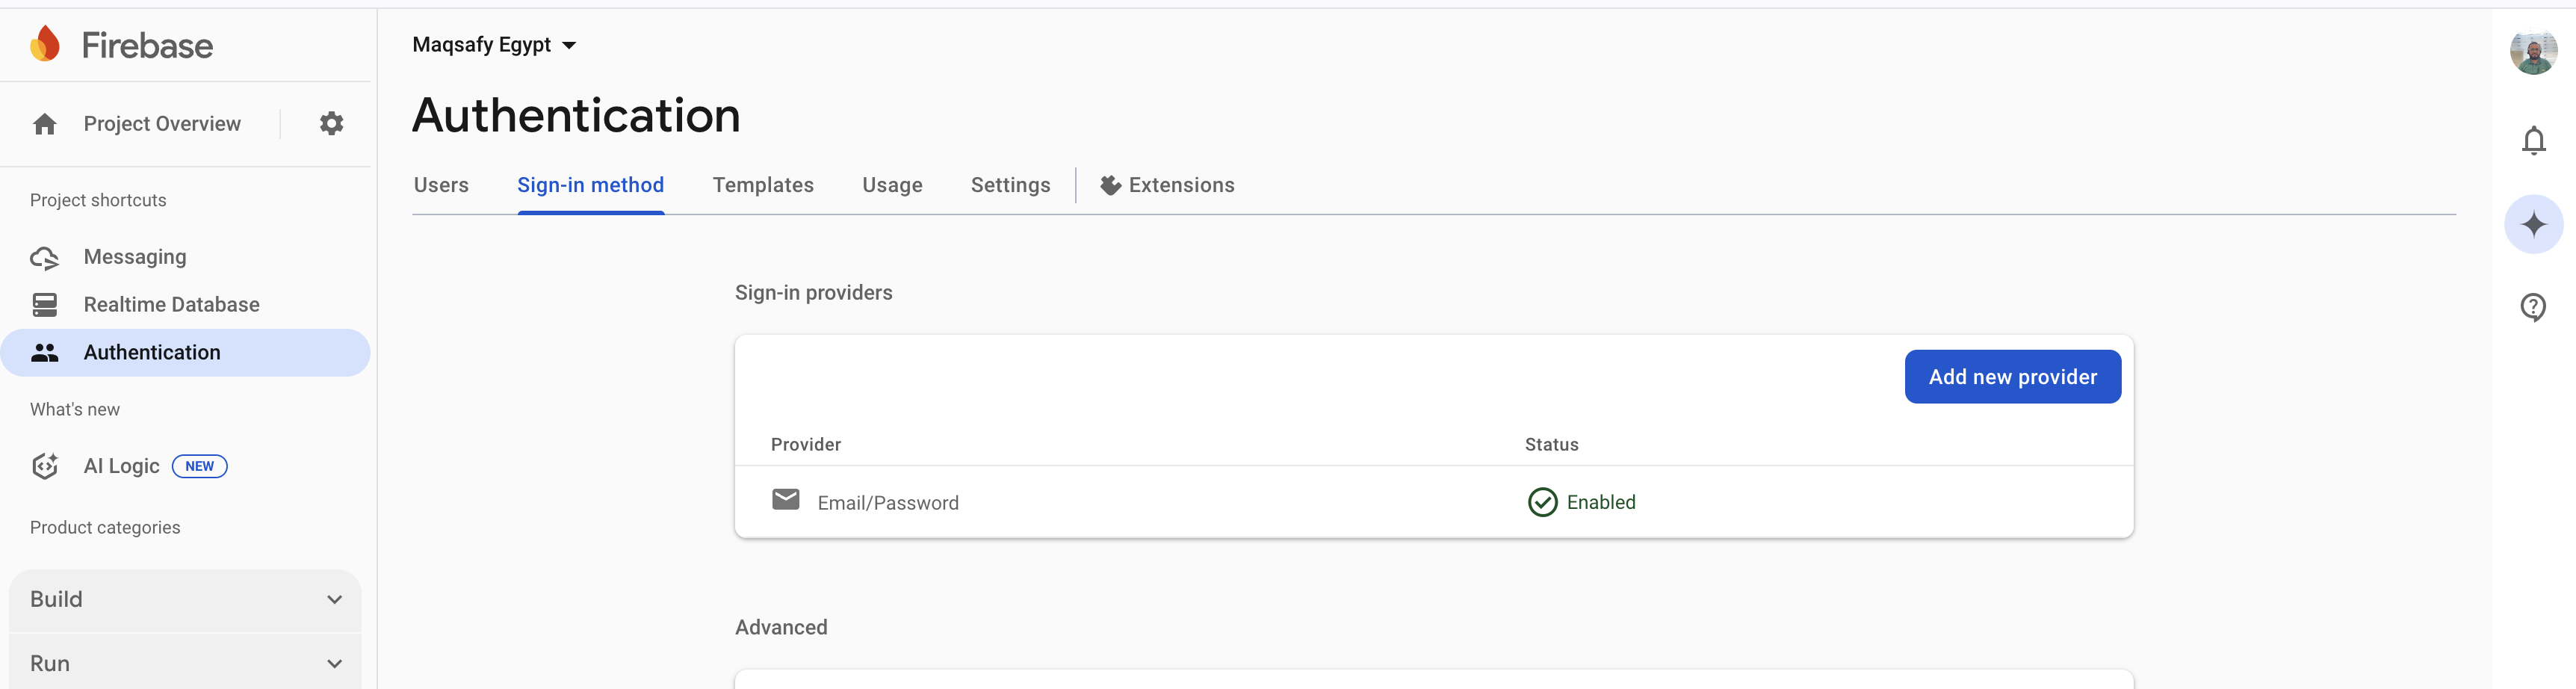 Firebase
Project Overview
Project shortcuts
Messaging
Realtime Database
Authentication
What's new
AI Logic NEW
Product categories
Build
Run
Maqsafy Egypt
Authentication
Users Sign-in method Templates Usage Settings Extensions
Sign-in providers
Add new provider
Provider Status
Email/Password Enabled
Advanced